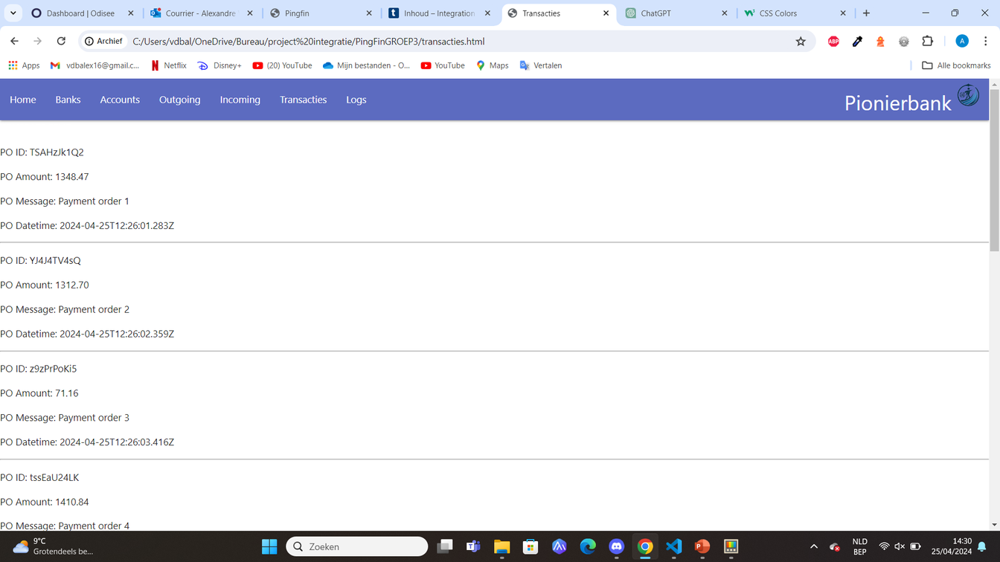 Dashboard | Odisee
Courrier - Alexandre
Pingfin
Inhoud – Integration
Transacties
ChatGPT
CSS Colors
Archief
C:/Users/vdbal/OneDrive/Bureau/project%20integratie/PingFinGROEP3/transacties.html
ABP
A
Apps
vdbalex16@gmail.c...
Netflix
Disney+
(20) YouTube
Mijn bestanden - O...
YouTube
Maps
Vertalen
Alle bookmarks
Home
Banks
Accounts
Outgoing
Incoming
Transacties
Logs
Pionierbank
PO ID: TSAHzJk1Q2
PO Amount: 1348.47
PO Message: Payment order 1
PO Datetime: 2024-04-25T12:26:01.283Z
PO ID: YJ4J4TV4sQ
PO Amount: 1312.70
PO Message: Payment order 2
PO Datetime: 2024-04-25T12:26:02.359Z
PO ID: z9zPrPoKi5
PO Amount: 71.16
PO Message: Payment order 3
PO Datetime: 2024-04-25T12:26:03.416Z
PO ID: tssEaU24LK
PO Amount: 1410.84
PO Message: Payment order 4
9°C
Grotendeels be...
Zoeken
NLD
BEP
14:30
25/04/2024